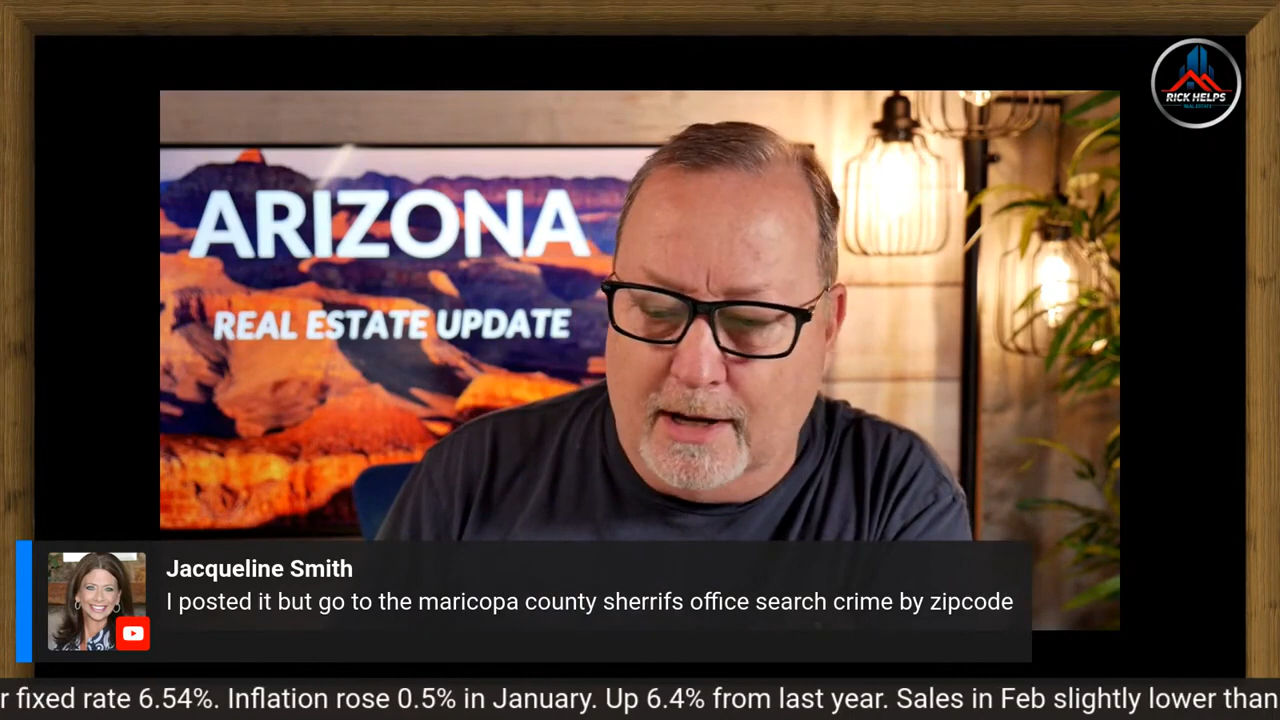 RICK HELPS
REAL ESTATE
ARIZONA
REAL ESTATE UPDATE
Jacqueline Smith
I posted it but go to the maricopa county sherrifs office search crime by zipcode
r fixed rate 6.54%. Inflation rose 0.5% in January. Up 6.4% from last year. Sales in Feb slightly lower than